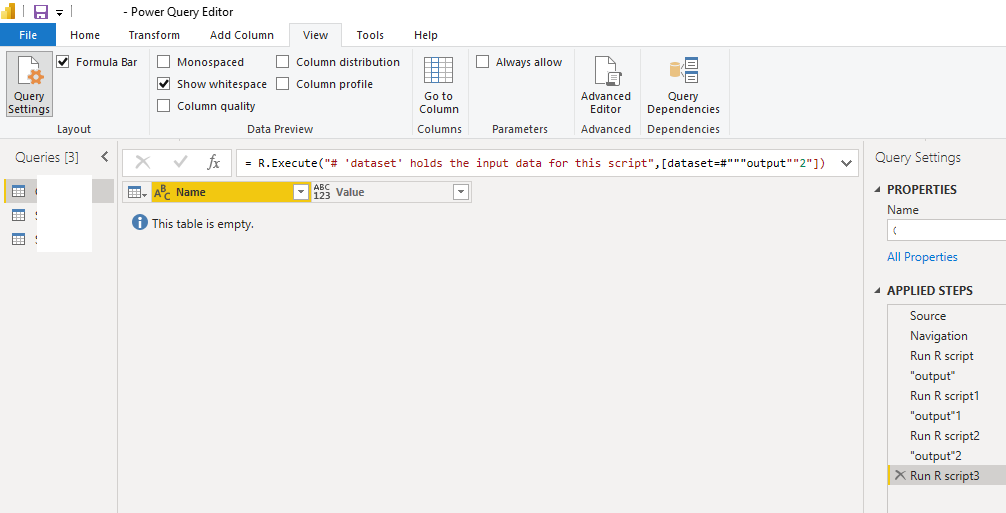 - Power Query Editor
File Home Transform Add Column View Tools Help
Query Settings
Formula Bar
Layout
Monospaced
Show whitespace
Column quality
Column distribution
Column profile
Data Preview
Go to Column
Columns
Always allow
Parameters
Advanced Editor
Advanced
Query Dependencies
Dependencies
Queries [3]
fx = R.Execute("# 'dataset' holds the input data for this script",[dataset=#"""output""2"])
ABC Name ABC 123 Value
This table is empty.
Query Settings
PROPERTIES
Name
All Properties
APPLIED STEPS
Source
Navigation
Run R script
"output"
Run R script1
"output"1
Run R script2
"output"2
Run R script3